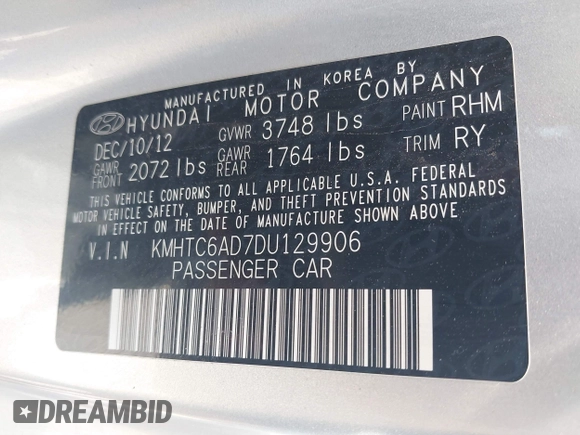 MANUFACTURED IN KOREA BY
HYUNDAI MOTOR COMPANY
DEC/10/12 GVWR 3748 lbs PAINT RHM
GAWR FRONT 2072 lbs GAWR REAR 1764 lbs TRIM RY
THIS VEHICLE CONFORMS TO ALL APPLICABLE U.S.A. FEDERAL
MOTOR VEHICLE SAFETY, BUMPER, AND THEFT PREVENTION STANDARDS
IN EFFECT ON THE DATE OF MANUFACTURE SHOWN ABOVE.
V.I.N KMHTC6AD7DU129906
PASSENGER CAR
DREAMBID